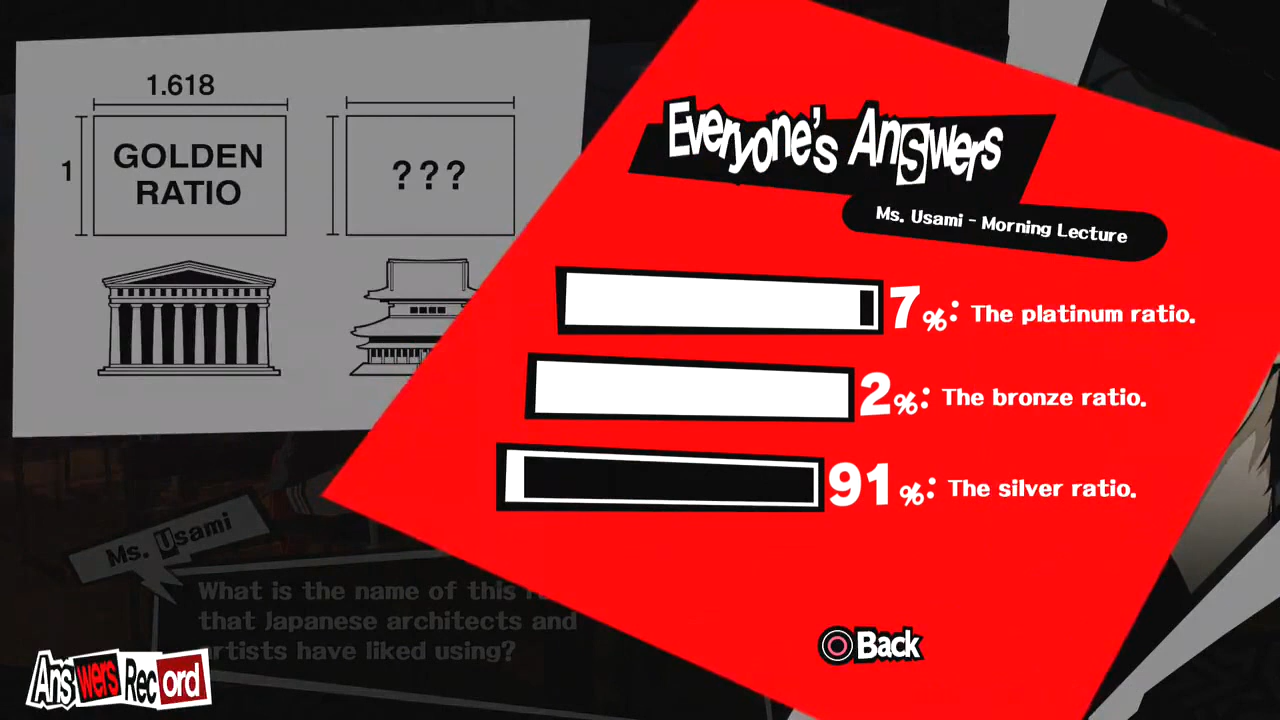 1.618
1
GOLDEN
RATIO
???
Everyone's Answers
Ms. Usami - Morning Lecture
7%: The platinum ratio.
2%: The bronze ratio.
91%: The silver ratio.
Ms. Usami
What is the name of this
that Japanese architects and
artists have liked using?
Back
Answers Record